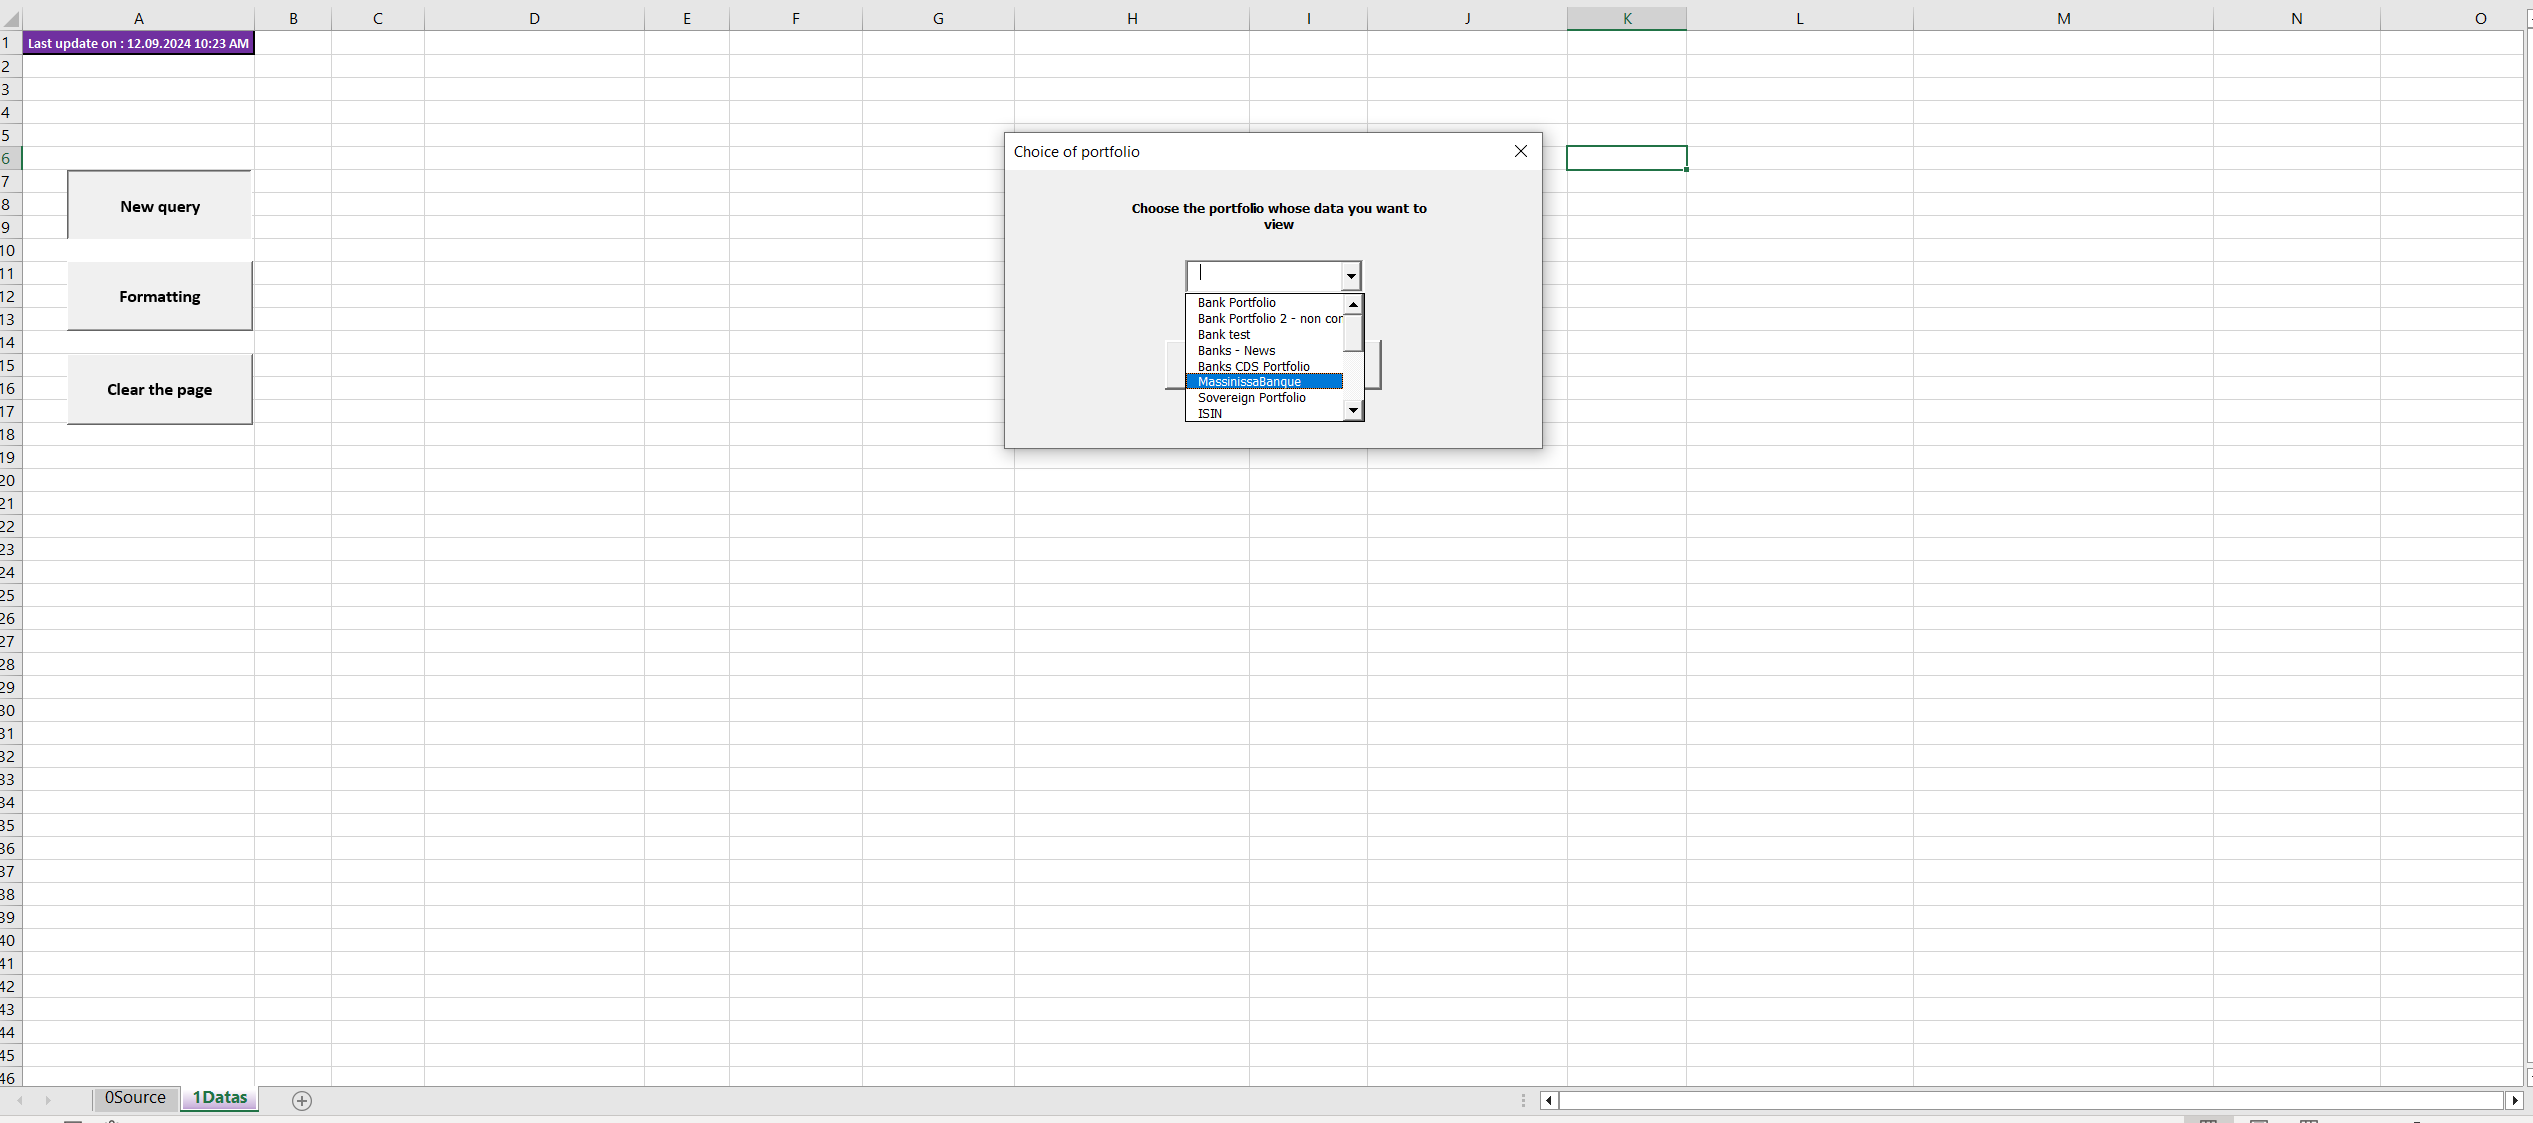 A B C D E F G H I J K L M N O
1 Last update on : 12.09.2024 10:23 AM
2
3
4
5
Choice of portfolio
6
7
New query
8
Choose the portfolio whose data you want to
view
9
10
11
12
Formatting
Bank Portfolio
Bank Portfolio 2 - non cor
13
Bank test
14
Banks - News
15
Banks CDS Portfolio
16
Clear the page
MassinissaBanque
17
Sovereign Portfolio
ISIN
18
19
20
21
22
23
24
25
26
27
28
29
30
31
32
33
34
35
36
37
38
39
40
41
42
43
44
45
46
0Source 1Datas